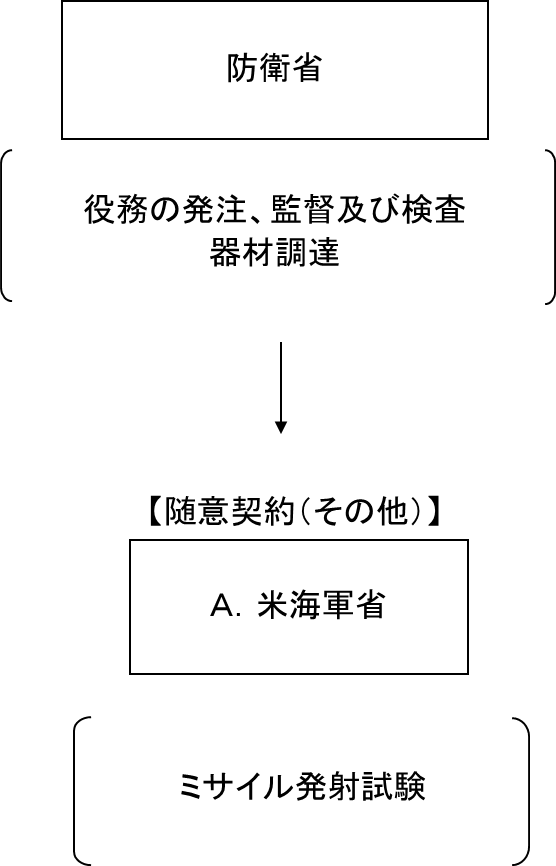 防衛省
役務の発注、監督及び検査
器材調達
【随意契約（その他）】
Ａ．米海軍省
ミサイル発射試験